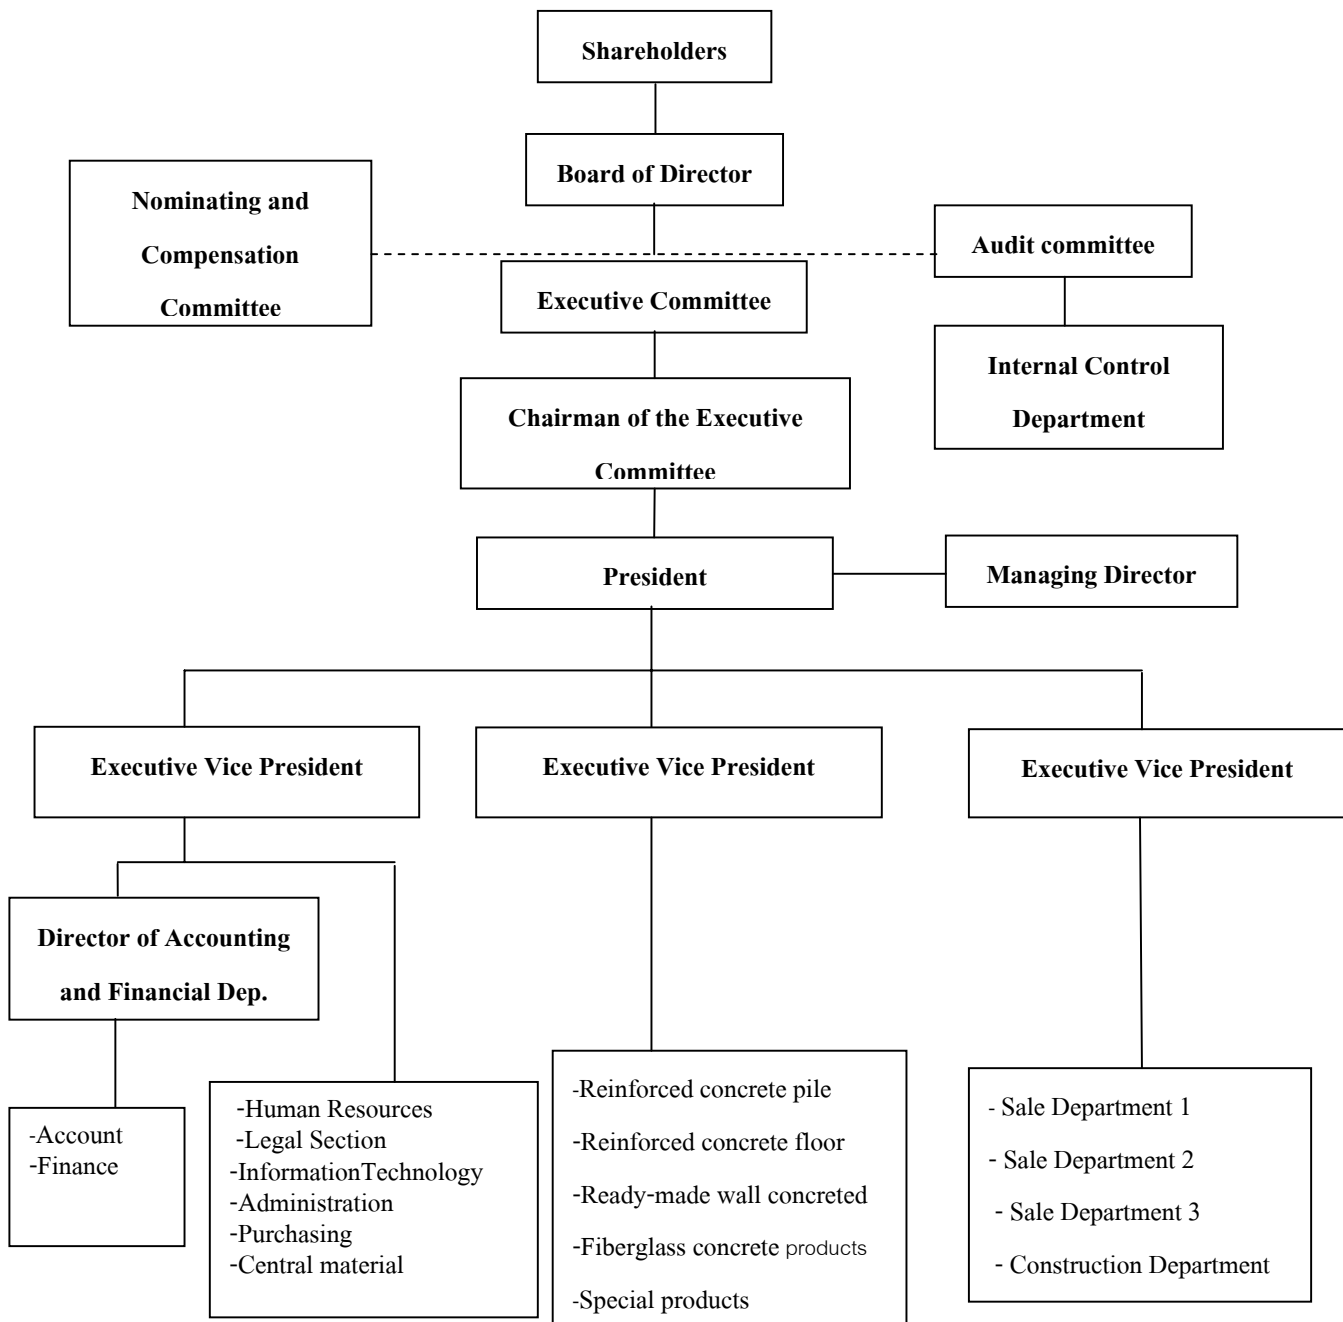 Shareholders
Board of Director
Nominating and
Compensation
Committee
Audit committee
Executive Committee
Internal Control
Department
Chairman of the Executive
Committee
President
Managing Director
Executive Vice President
Executive Vice President
Executive Vice President
Director of Accounting
and Financial Dep.
-Account
-Finance
-Human Resources
-Legal Section
-InformationTechnology
-Administration
-Purchasing
-Central material
-Reinforced concrete pile
-Reinforced concrete floor
-Ready-made wall concreted
-Fiberglass concrete products
-Special products
- Sale Department 1
- Sale Department 2
- Sale Department 3
- Construction Department